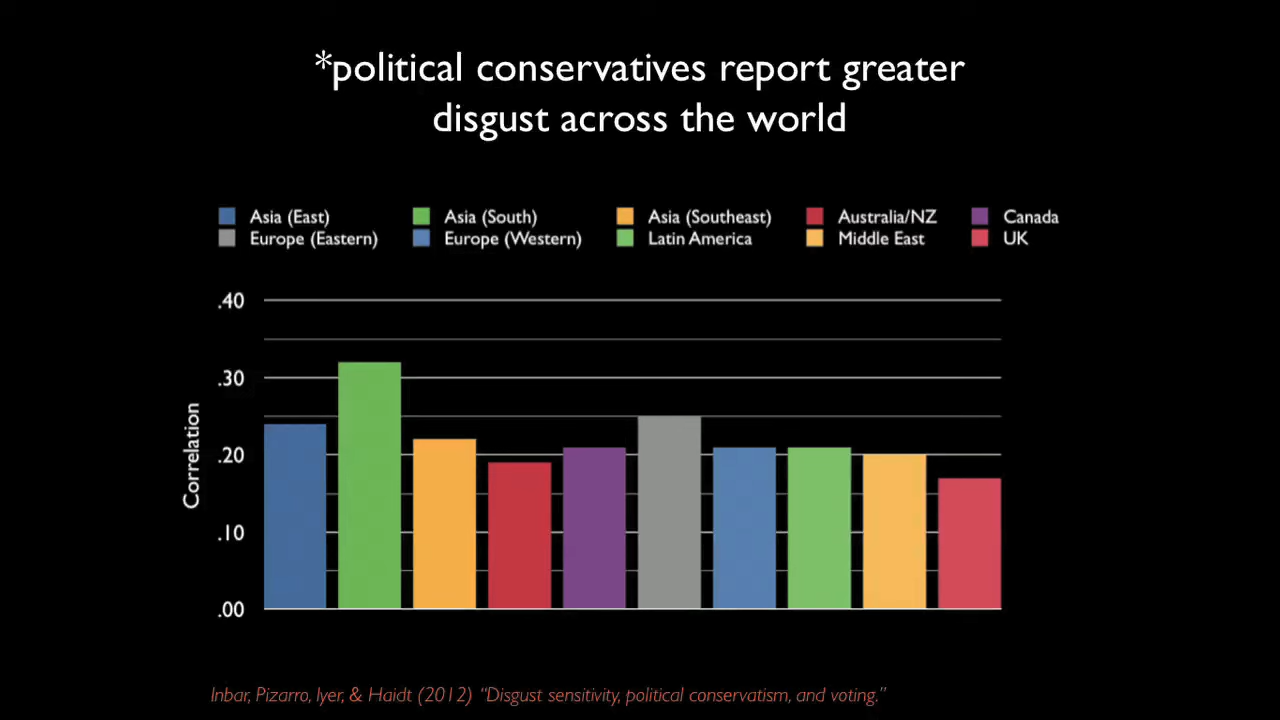 *political conservatives report greater
disgust across the world
Asia (East) Asia (South) Asia (Southeast) Australia/NZ Canada
Europe (Eastern) Europe (Western) Latin America Middle East UK
.40
.30
.20
.10
.00
Correlation
Inbar, Pizarro, Iyer, & Haidt (2012) “Disgust sensitivity, political conservatism, and voting.”